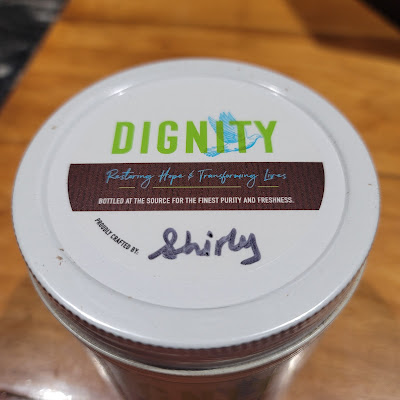 DIGNITY
Restoring Hope & Transforming Lives
BOTTLED AT THE SOURCE FOR THE FINEST PURITY AND FRESHNESS.
PROUDLY CRAFTED BY:
Shirly